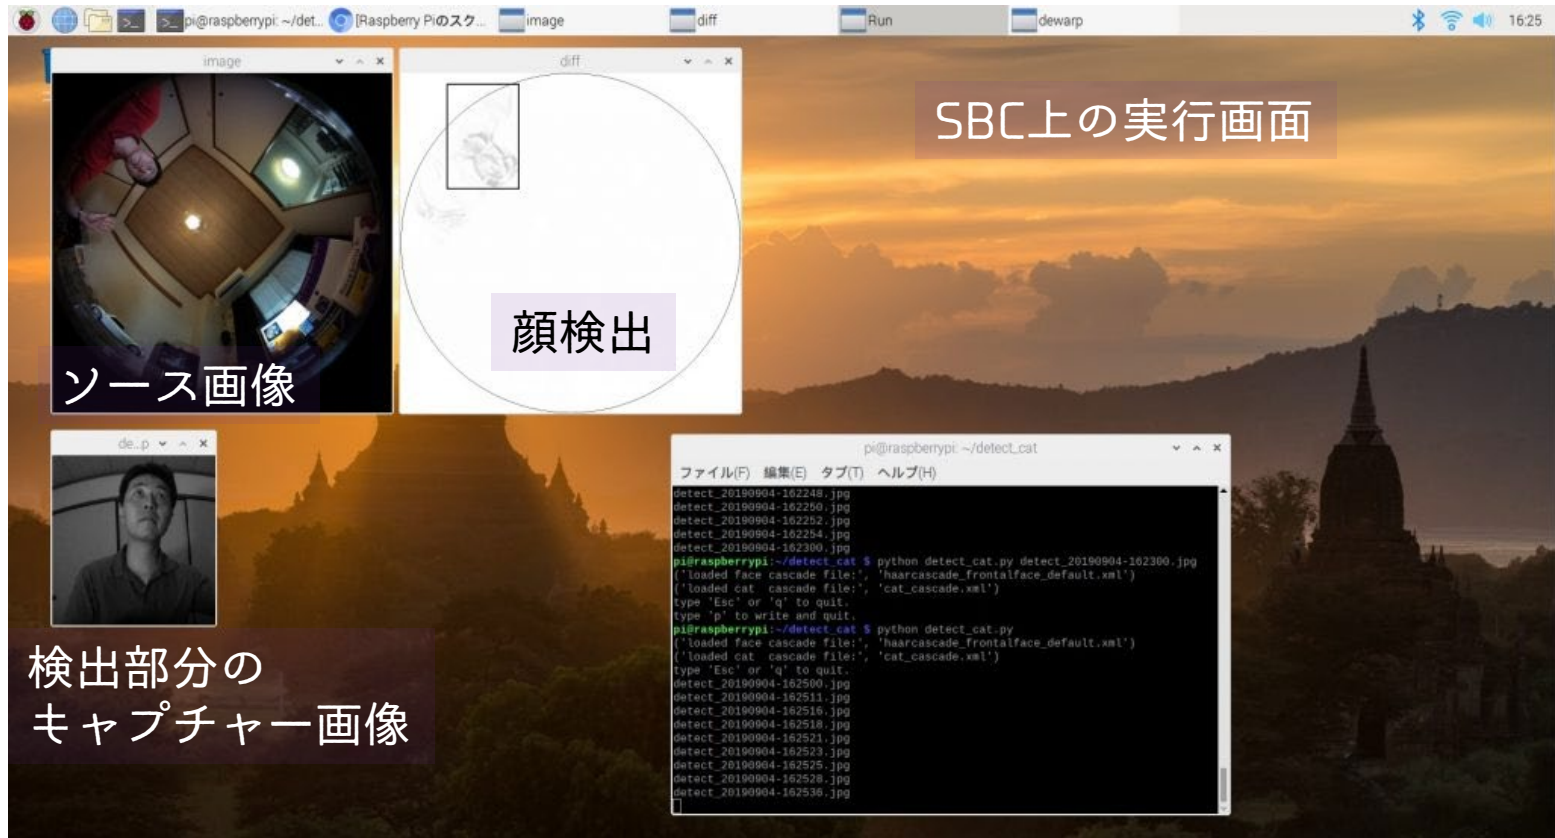 pi@raspberrypi: ~/det...
[Raspberry Piのスク...
image
diff
Run
dewarp
16:25
image
diff
SBC上の実行画面
顔検出
ソース画像
de...p
検出部分の
キャプチャー画像
pi@raspberrypi: ~/detect_cat
ファイル(F) 編集(E) タブ(T) ヘルプ(H)
detect_20190904-162248.jpg
detect_20190904-162250.jpg
detect_20190904-162252.jpg
detect_20190904-162254.jpg
detect_20190904-162300.jpg
pi@raspberrypi:~/detect_cat $ python detect_cat.py detect_20190904-162300.jpg
('loaded face cascade file:', 'haarcascade_frontalface_default.xml')
('loaded cat  cascade file:', 'cat_cascade.xml')
type 'Esc' or 'q' to quit.
type 'p' to write and quit.
pi@raspberrypi:~/detect_cat $ python detect_cat.py
('loaded face cascade file:', 'haarcascade_frontalface_default.xml')
('loaded cat  cascade file:', 'cat_cascade.xml')
type 'Esc' or 'q' to quit.
detect_20190904-162500.jpg
detect_20190904-162511.jpg
detect_20190904-162516.jpg
detect_20190904-162518.jpg
detect_20190904-162521.jpg
detect_20190904-162523.jpg
detect_20190904-162525.jpg
detect_20190904-162528.jpg
detect_20190904-162536.jpg